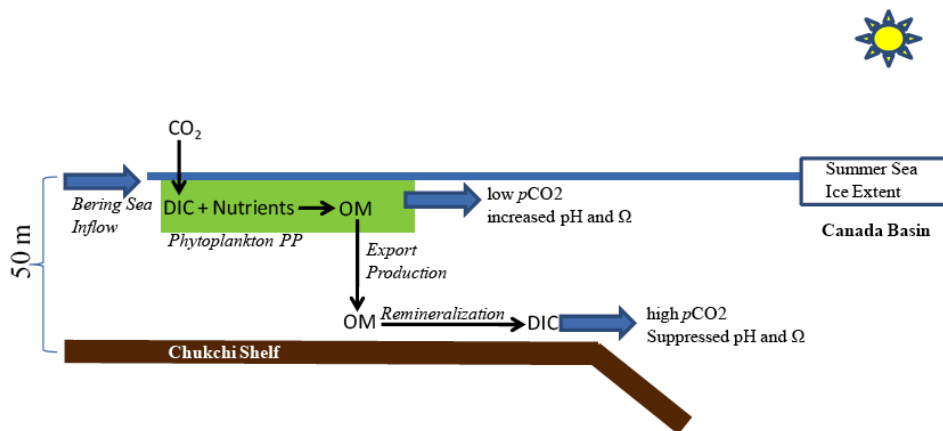 CO₂
Bering Sea
Inflow
DIC + Nutrients
OM
Phytoplankton PP
low pCO2
increased pH and Ω
Summer Sea
Ice Extent
Canada Basin
50 m
Export
Production
OM
Remineralization
DIC
high pCO2
Suppressed pH and Ω
Chukchi Shelf